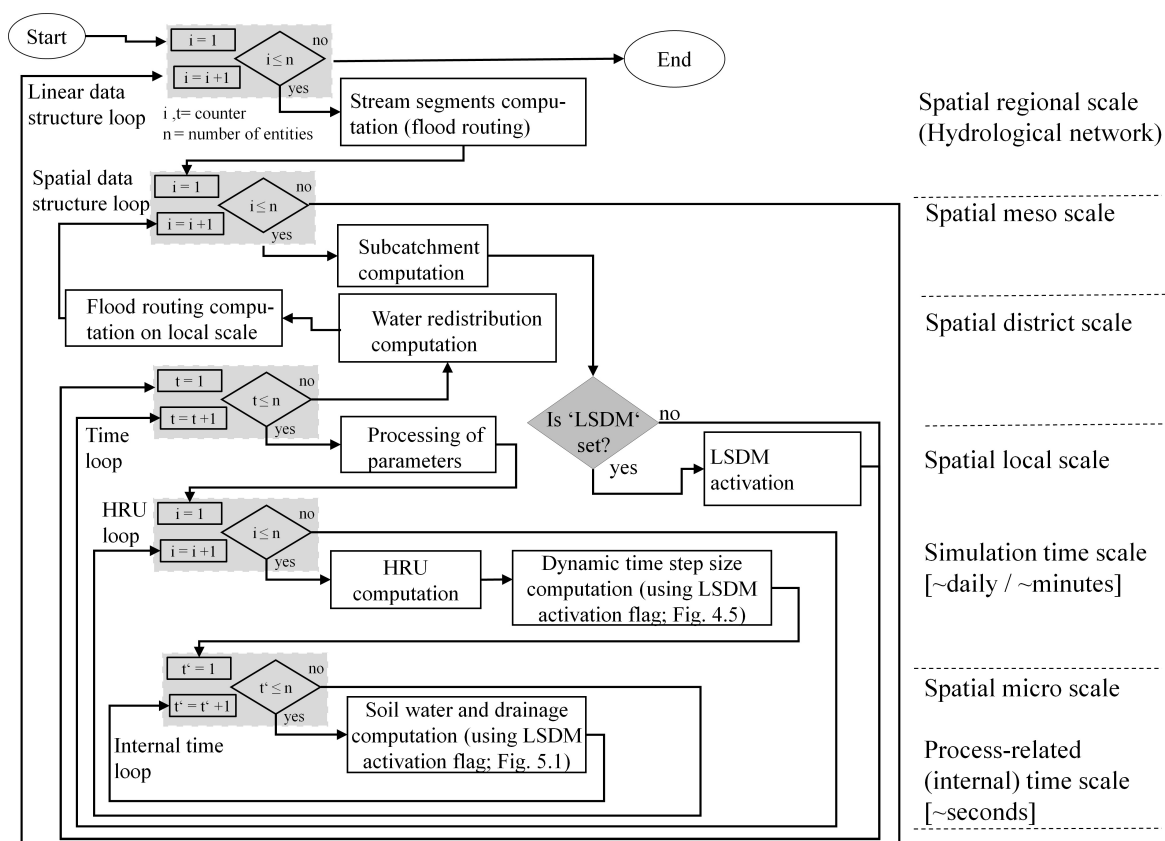 Start
i = 1
i = i +1
i ≤ n
no
yes
End
Linear data
structure loop
i ,t= counter
n = number of entities
Stream segments compu-
tation (flood routing)
Spatial regional scale
(Hydrological network)
Spatial data
structure loop
i = 1
i = i +1
i ≤ n
no
yes
Subcatchment
computation
Spatial meso scale
Flood routing compu-
tation on local scale
Water redistribution
computation
Spatial district scale
t = 1
t = t +1
t ≤ n
no
yes
Time
loop
Processing of
parameters
Is ‘LSDM‘
set?
no
yes
LSDM
activation
Spatial local scale
HRU
loop
i = 1
i = i +1
i ≤ n
no
yes
HRU
computation
Dynamic time step size
computation (using LSDM
activation flag; Fig. 4.5)
Simulation time scale
[~daily / ~minutes]
t‘ = 1
t‘ = t‘ +1
t‘ ≤ n
no
yes
Internal time
loop
Soil water and drainage
computation (using LSDM
activation flag; Fig. 5.1)
Spatial micro scale
Process-related
(internal) time scale
[~seconds]